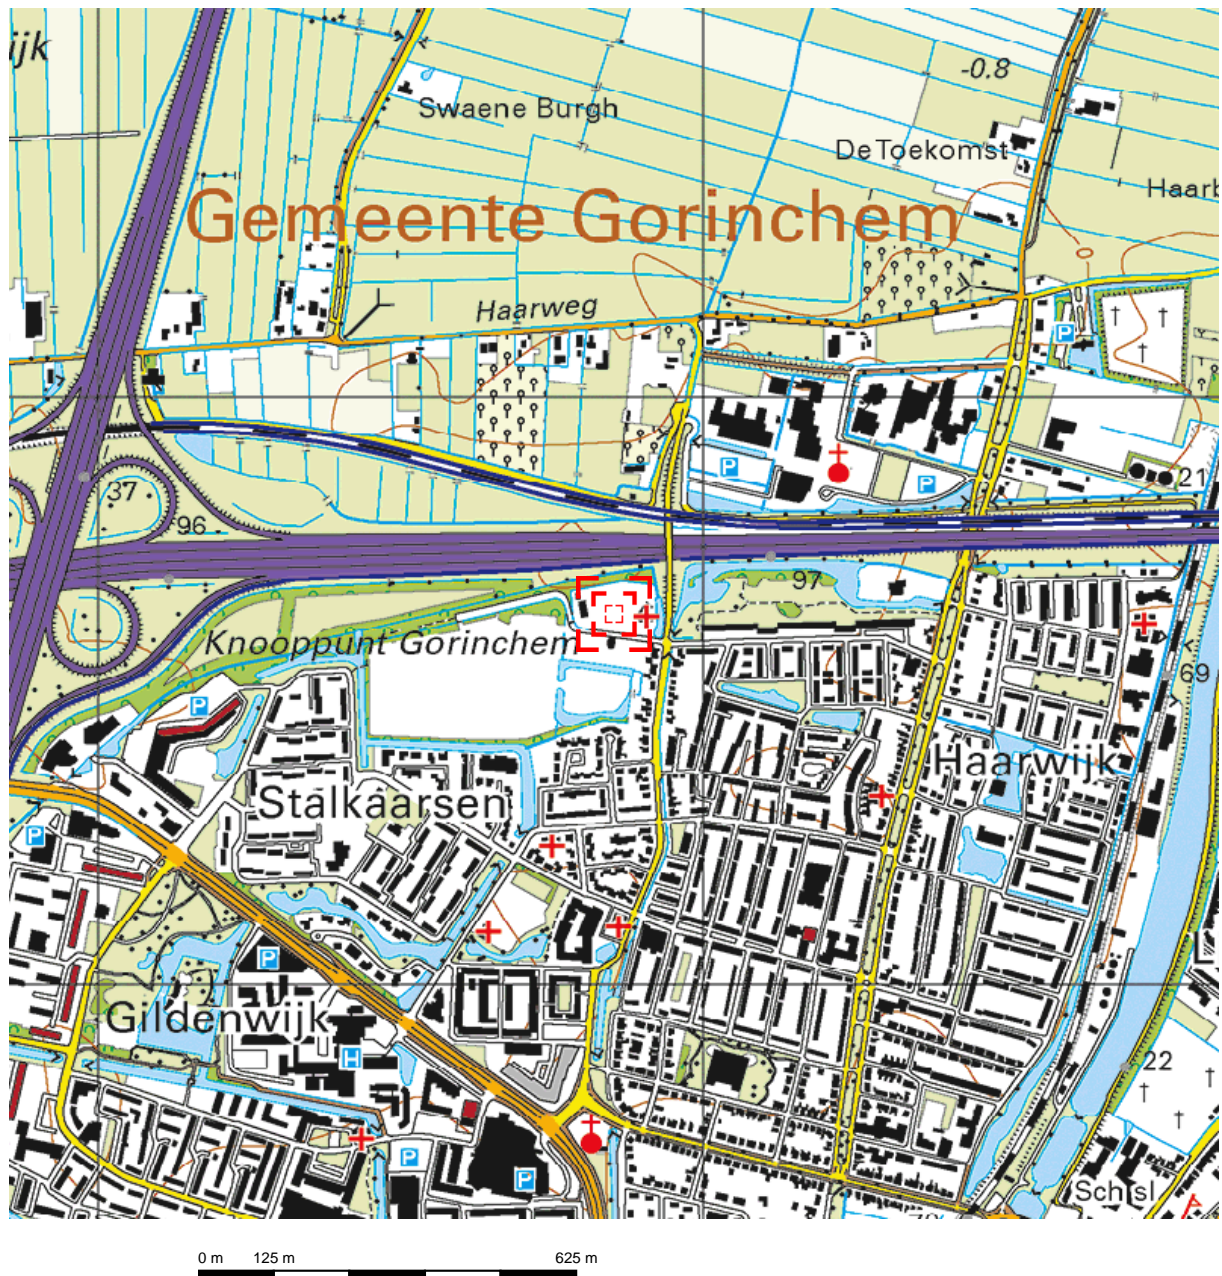 ijk
-0.8
Swaene Burgh
De Toekomst
Haarb
Gemeente Gorinchem
Haarweg
P
P
P
21
37
96
97
Knooppunt Gorinchem
69
P
Haarwijk
Stalkaarsen
P
P
Gildenwijk
H
22
P
P
Sch.sl.
0 m 125 m 625 m